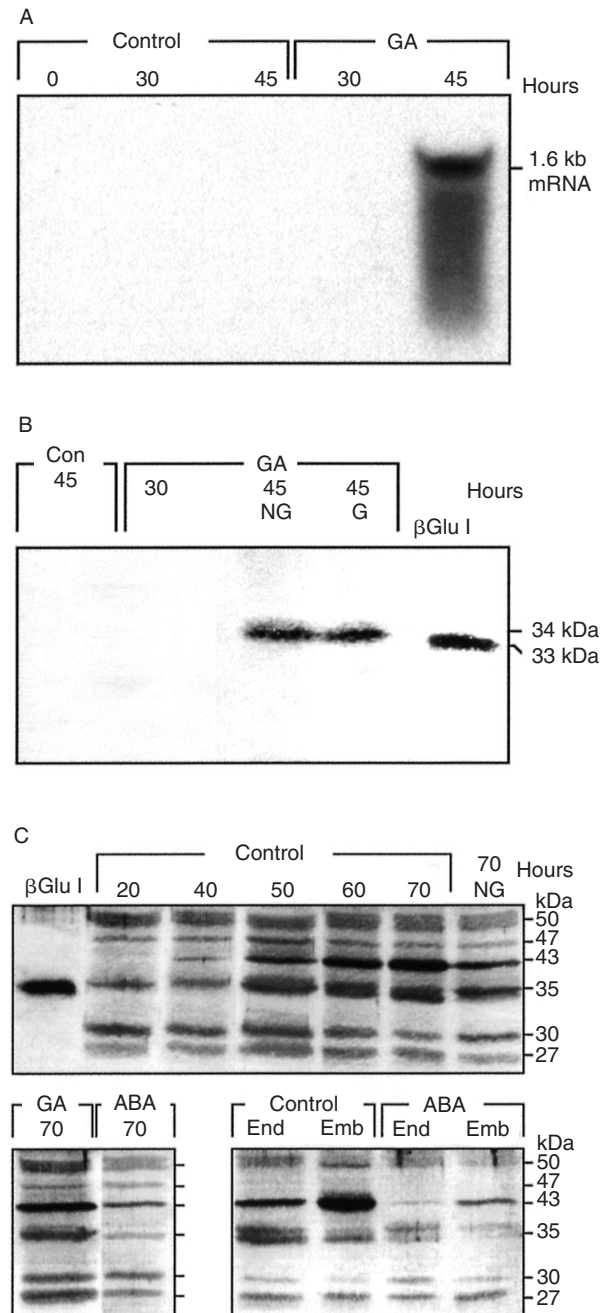 A
Control GA
0 30 45 30 45 Hours
1.6 kb
mRNA
B
Con GA
45 30 45 45 Hours
NG G
βGlu I
34 kDa
33 kDa
C
Control 70 Hours
βGlu I 20 40 50 60 70 NG
kDa
50
47
43
35
30
27
GA ABA Control ABA
70 70 End Emb End Emb
kDa
50
47
43
35
30
27